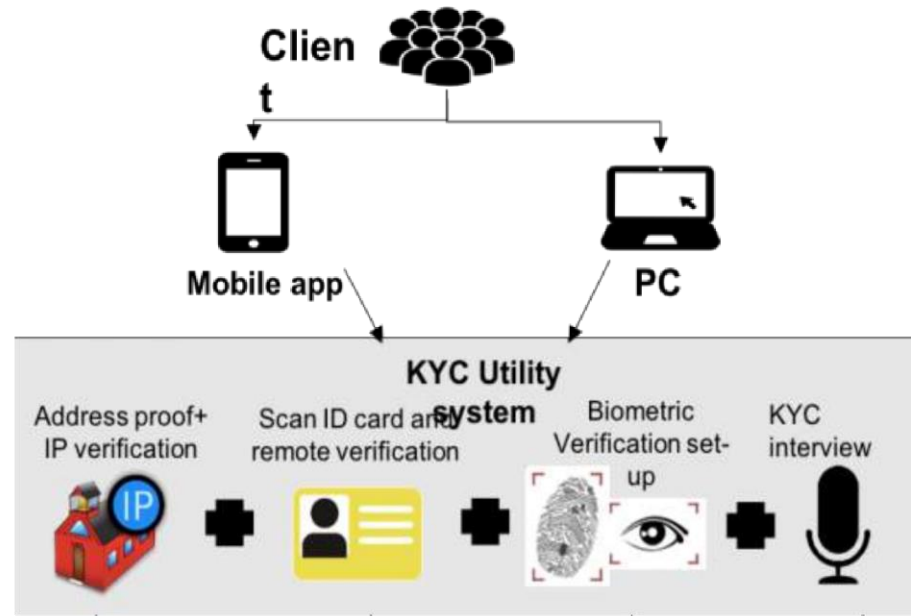 Clien
t
Mobile app
PC
KYC Utility
system
Address proof+
IP verification
Scan ID card and
remote verification
Biometric
Verification set-
up
KYC
interview
IP